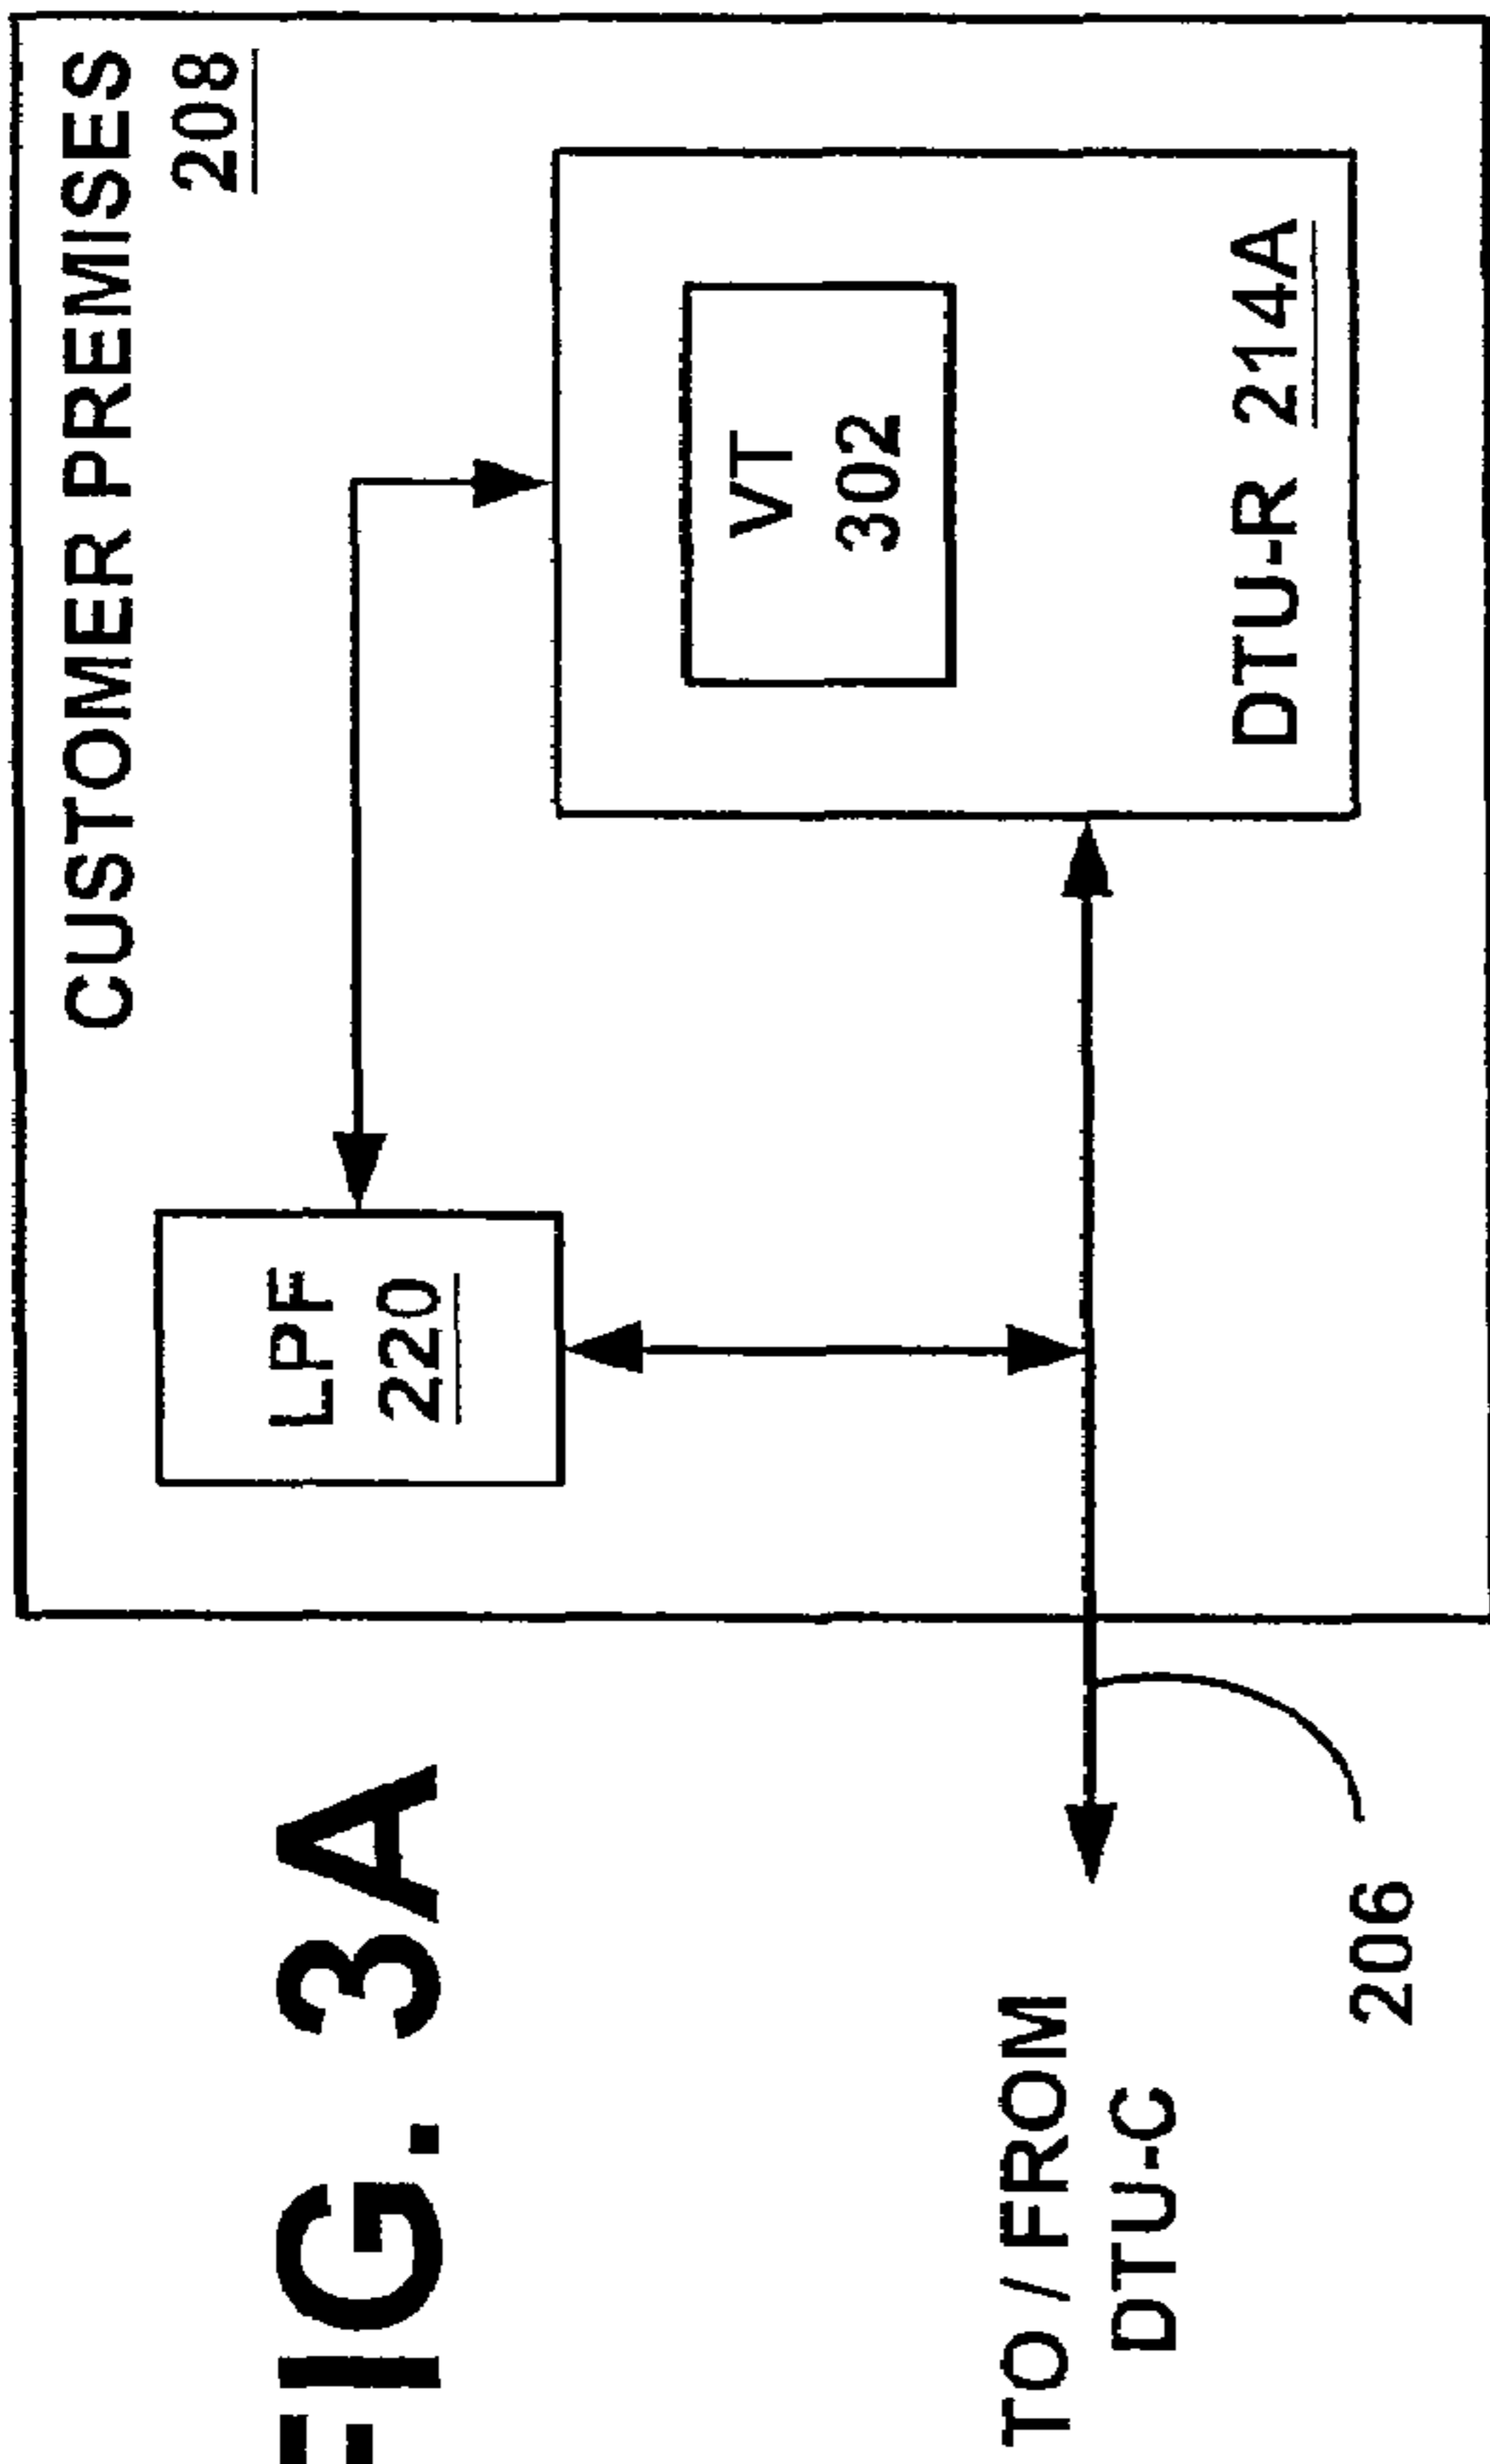 FIG. 3A
CUSTOMER PREMISES
208
LPF
220
VT
302
DTU-R 214A
TO / FROM
DTU-C
206